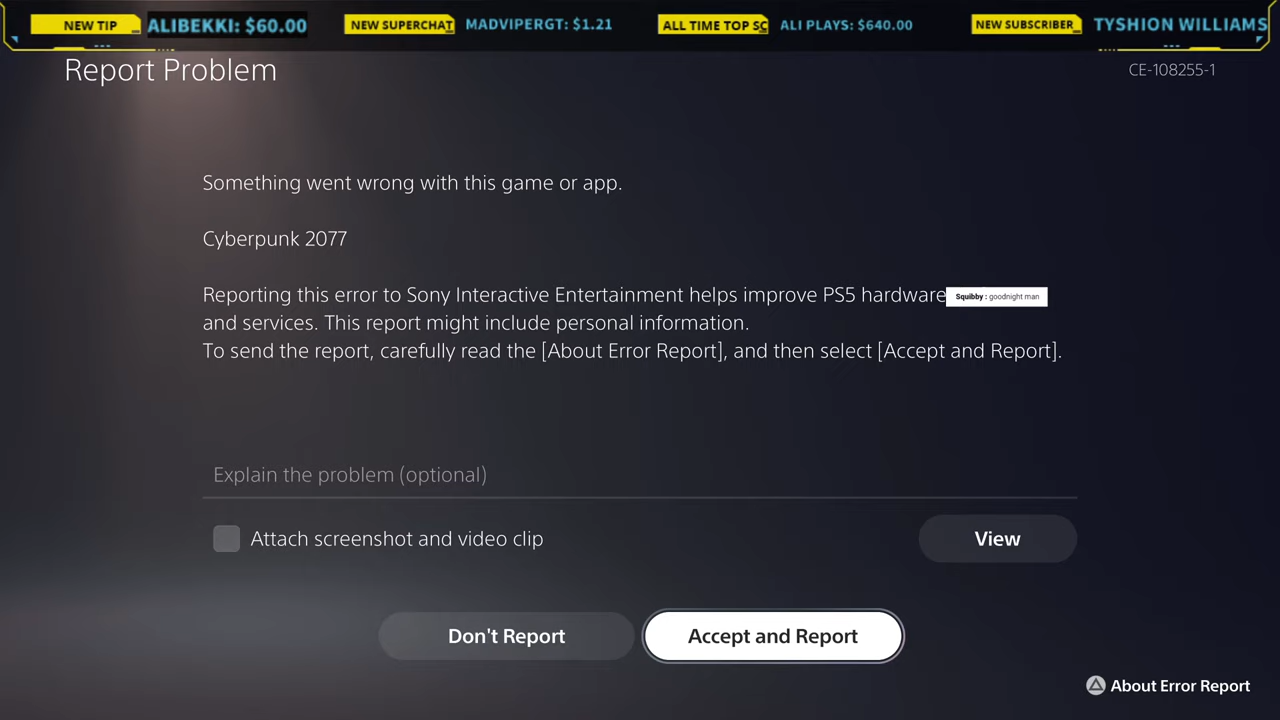 NEW TIP ALIBEKKI: $60.00 NEW SUPERCHAT MADVIPERGT: $1.21 ALL TIME TOP SC ALI PLAYS: $640.00 NEW SUBSCRIBER TYSHION WILLIAMS
Report Problem CE-108255-1
Something went wrong with this game or app.
Cyberpunk 2077
Reporting this error to Sony Interactive Entertainment helps improve PS5 hardware Squibby : goodnight man
and services. This report might include personal information.
To send the report, carefully read the [About Error Report], and then select [Accept and Report].
Explain the problem (optional)
Attach screenshot and video clip View
Don't Report Accept and Report
About Error Report